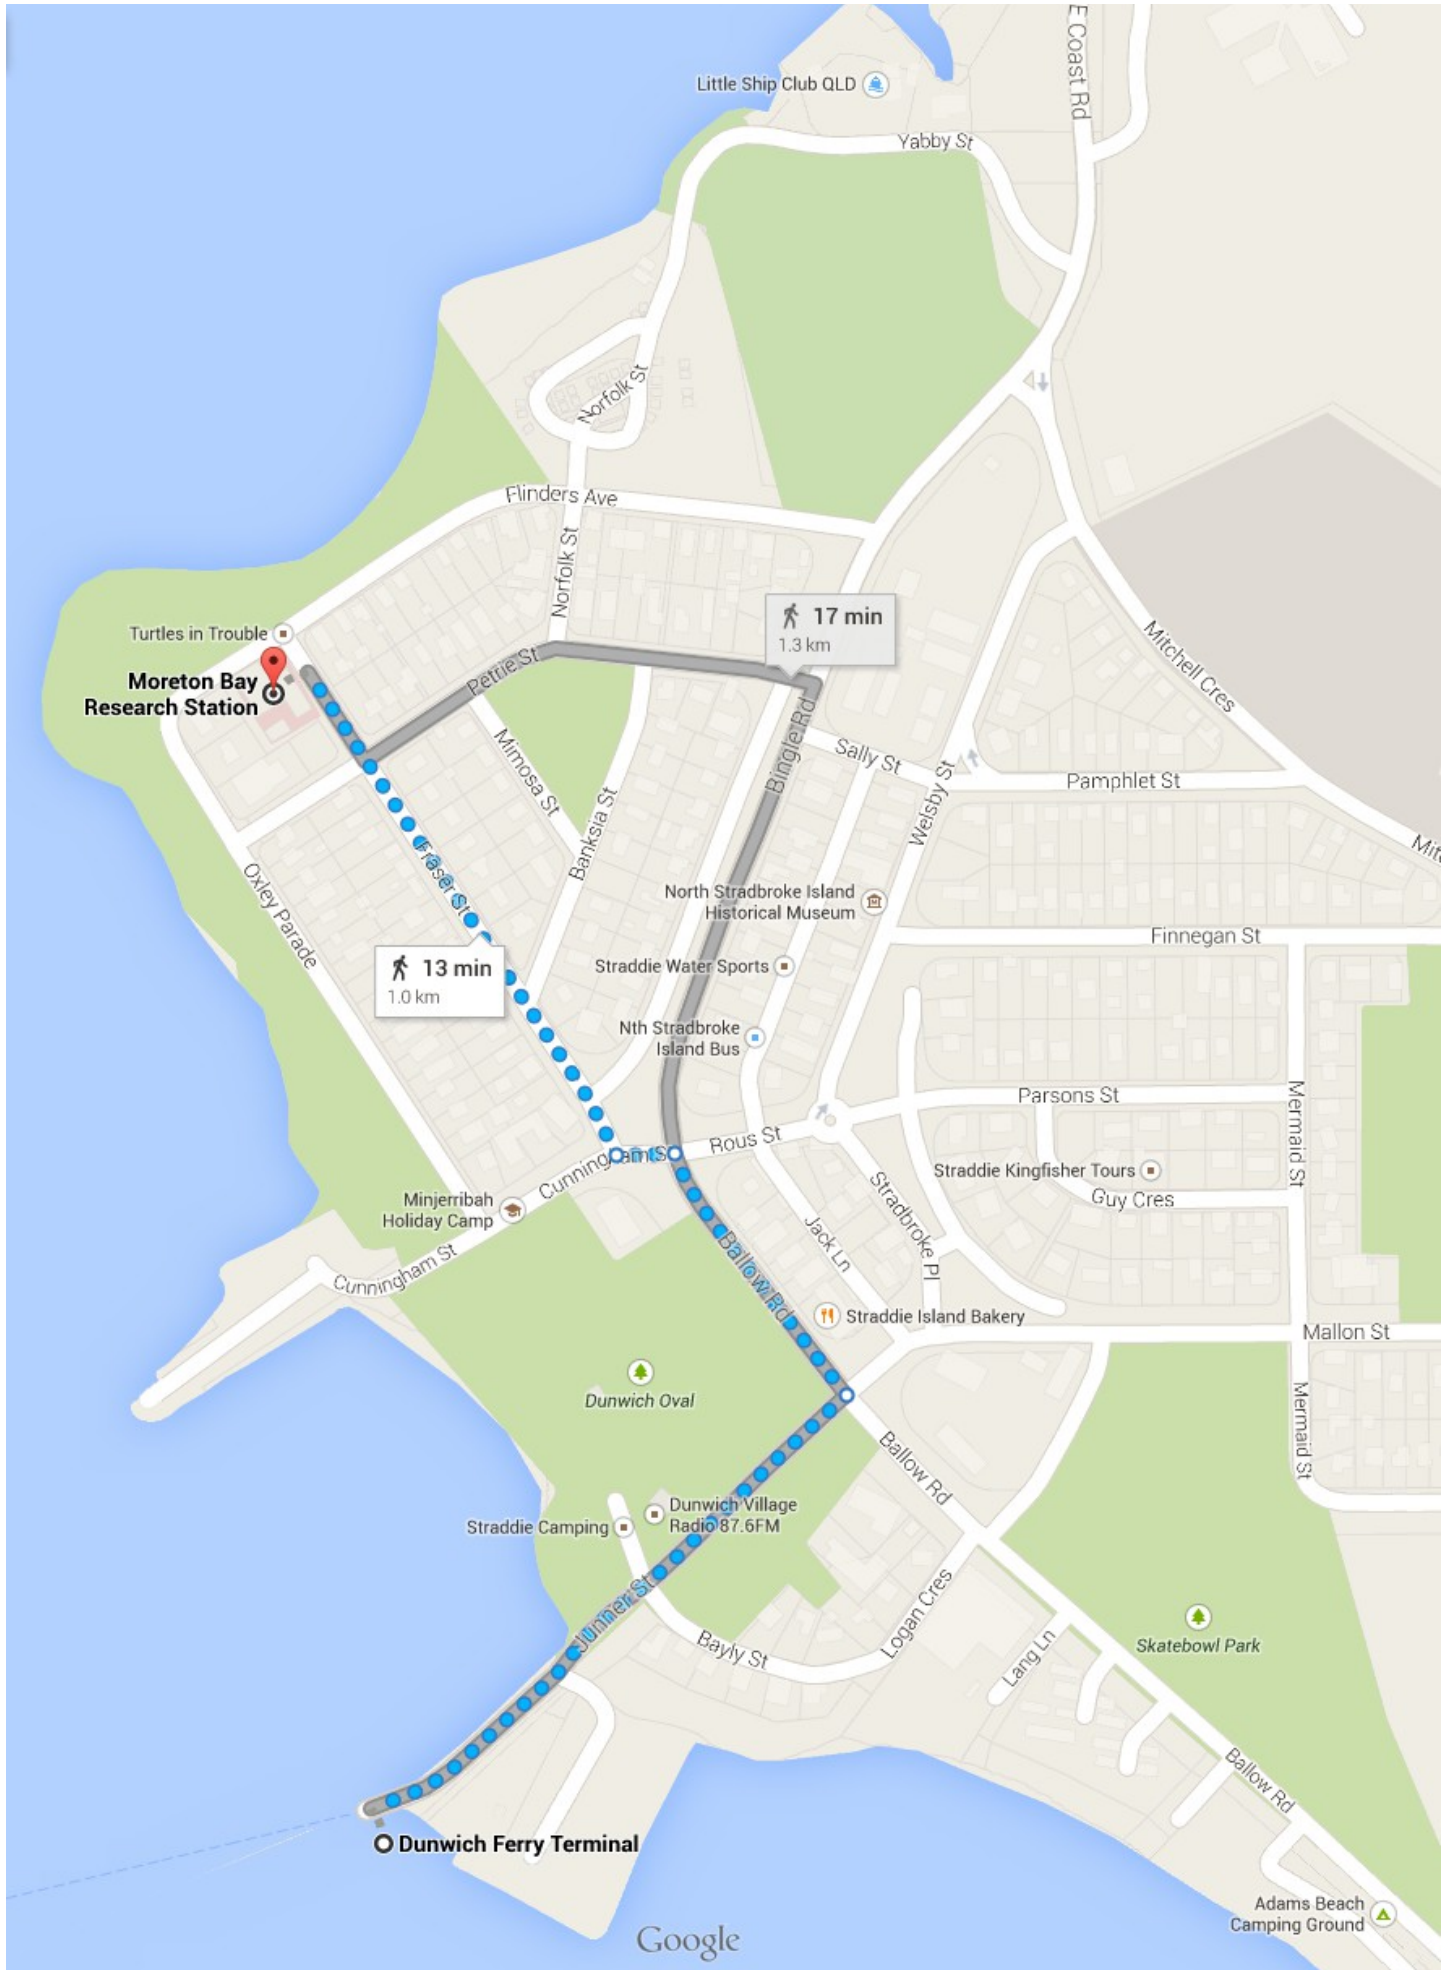 E Coast Rd
Little Ship Club QLD
Yabby St
Norfolk St
Flinders Ave
Norfolk St
17 min
1.3 km
Turtles in Trouble
Mitchell Cres
Petrie St
Moreton Bay
Research Station
Bingle Rd
Mimosa St
Sally St
Welsby St
Pamphlet St
Banksia St
Mitc
Fraser St
Oxley Parade
North Stradbroke Island
Historical Museum
Finnegan St
13 min
1.0 km
Straddie Water Sports
Nth Stradbroke
Island Bus
Parsons St
Mermaid St
Rous St
Cunningham St
Straddie Kingfisher Tours
Guy Cres
Minjerribah
Holiday Camp
Stradbroke Pl
Jack Ln
Cunningham St
Ballow Rd
Straddie Island Bakery
Mallon St
Dunwich Oval
Mermaid St
Ballow Rd
Dunwich Village
Radio 87.6FM
Straddie Camping
Junner St
Logan Cres
Bayly St
Lang Ln
Skatebowl Park
Ballow Rd
Dunwich Ferry Terminal
Adams Beach
Camping Ground
Google